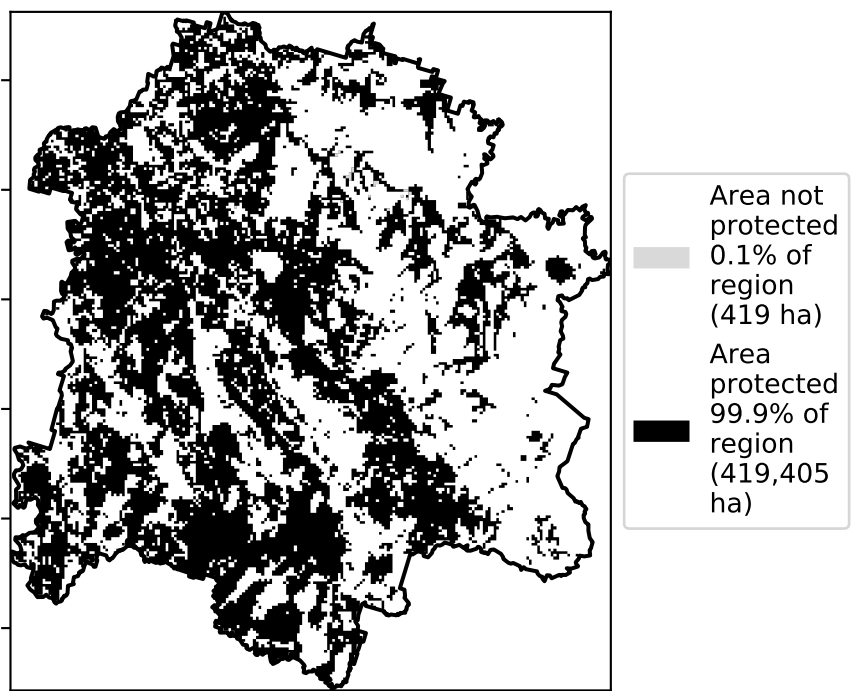 Area not
protected
0.1% of
region
(419 ha)
Area
protected
99.9% of
region
(419,405
ha)